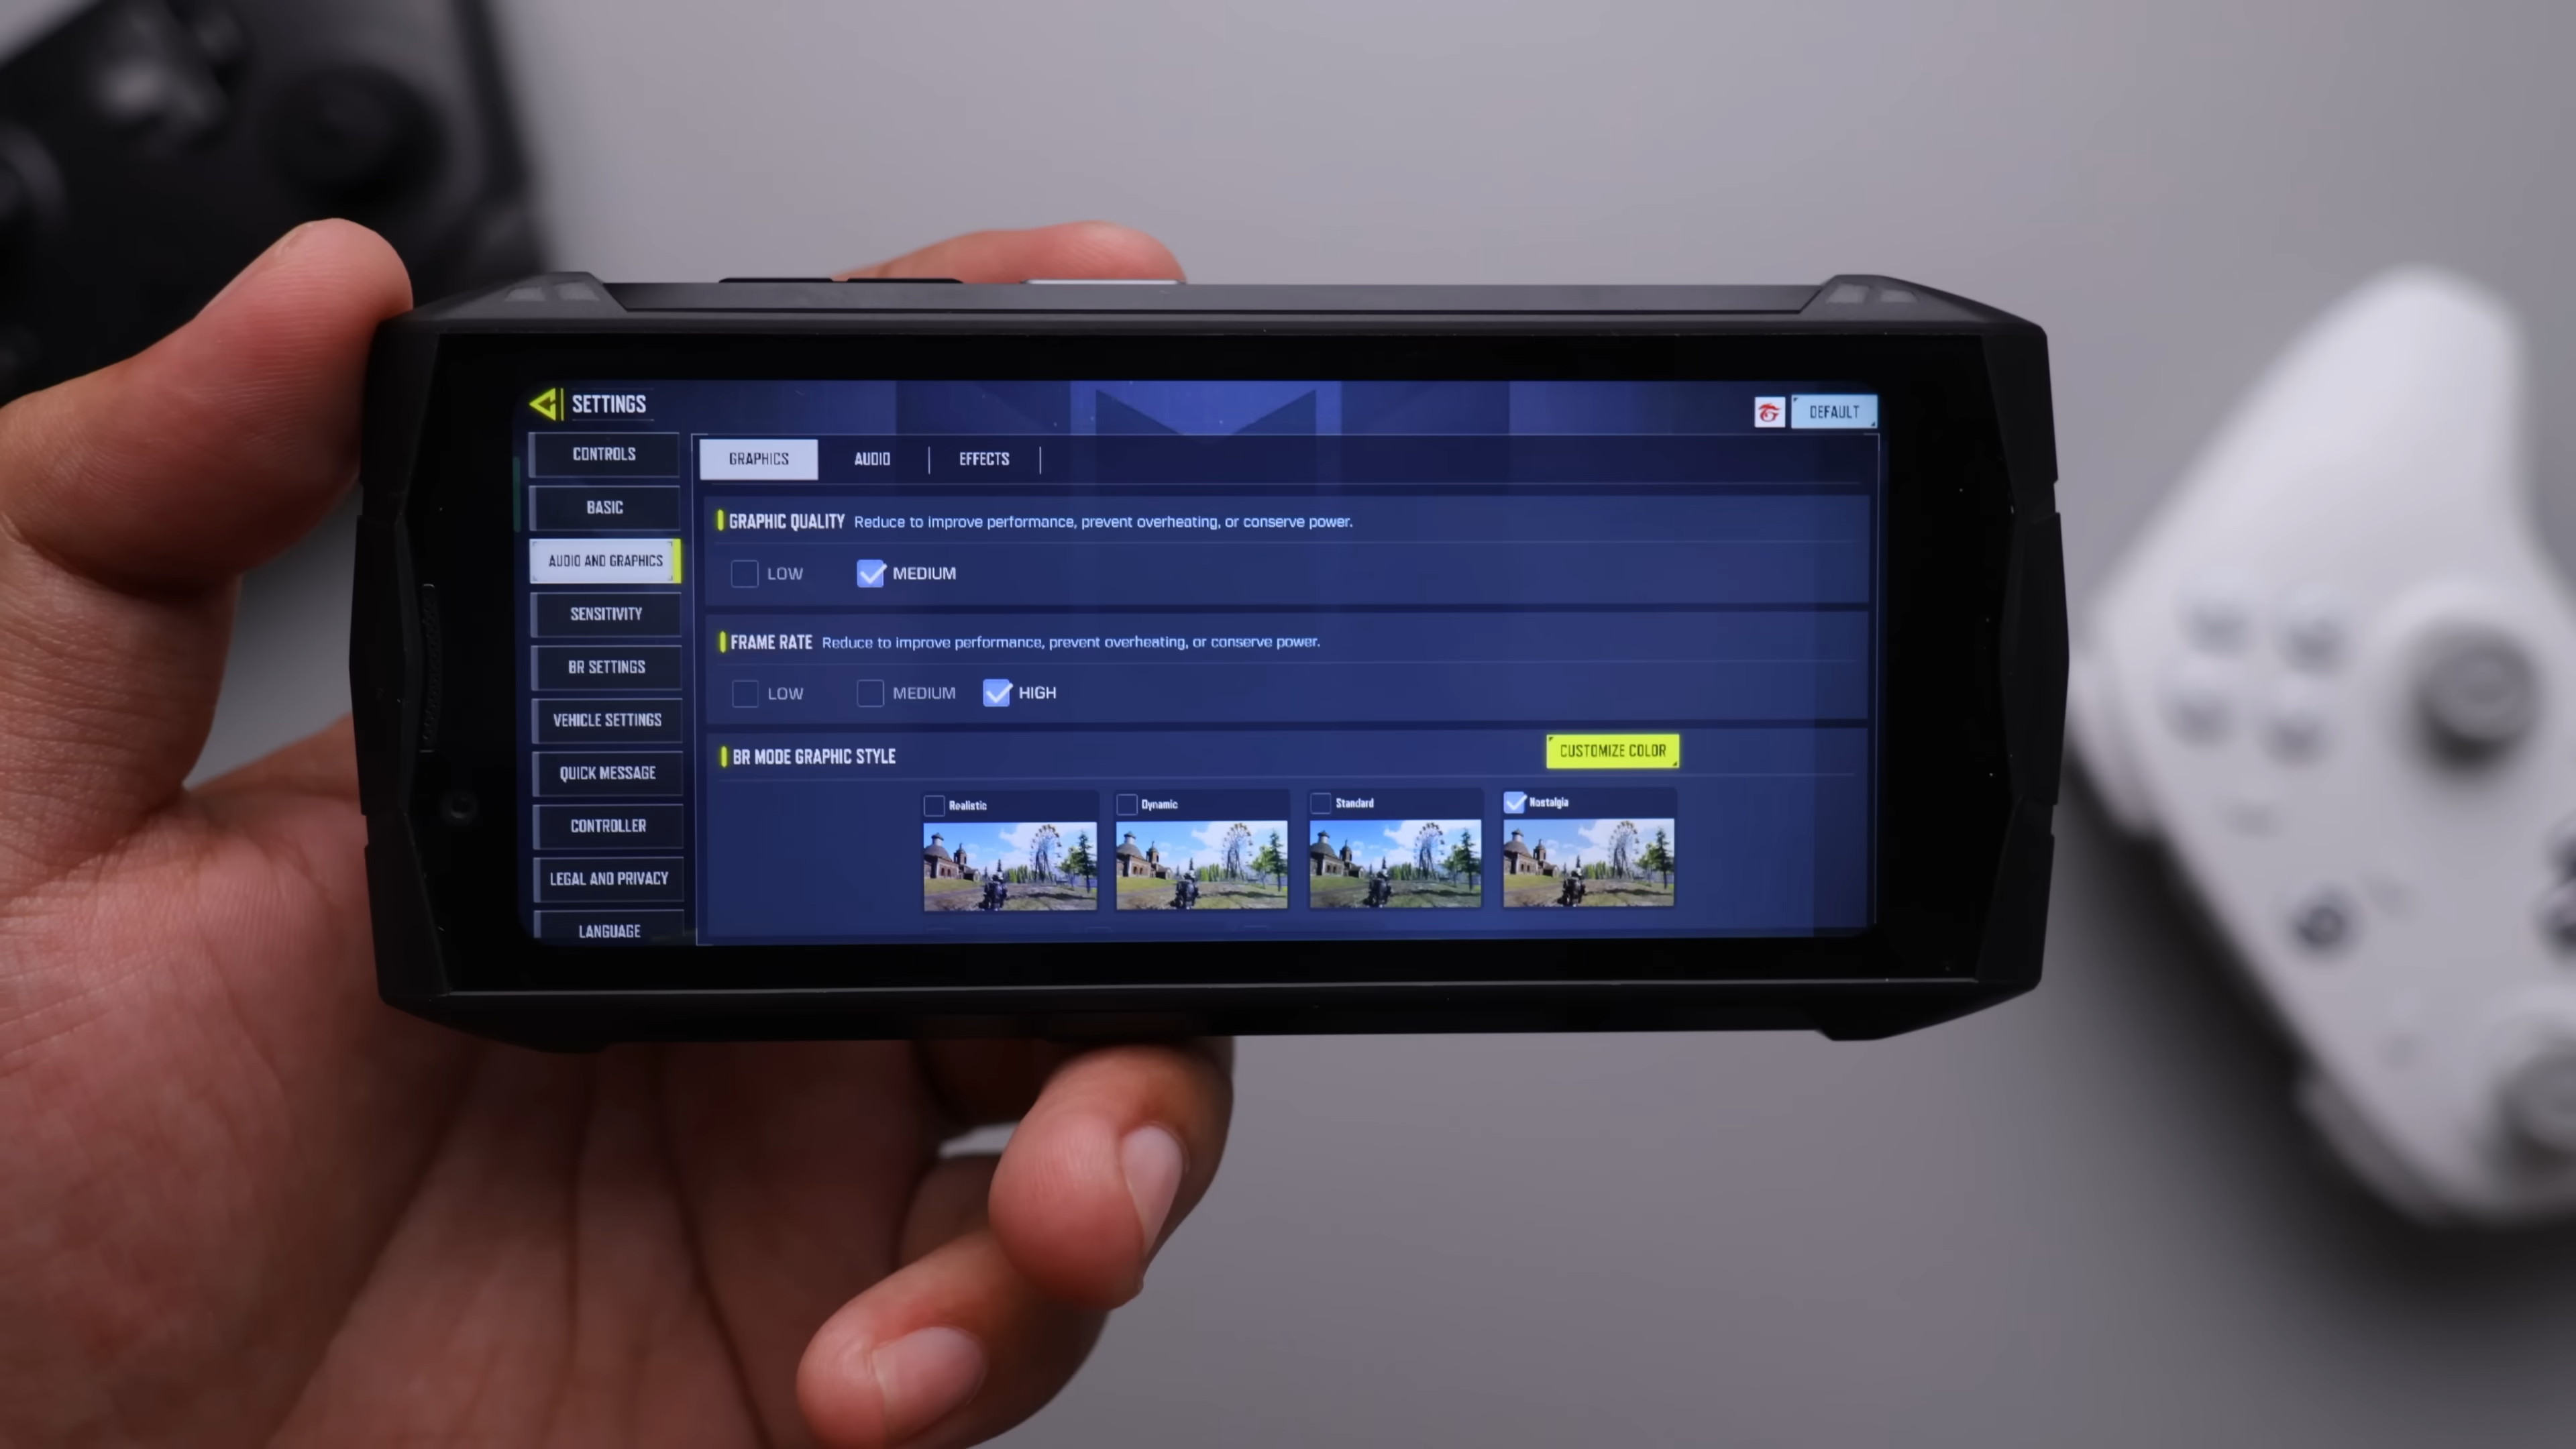 SETTINGS
DEFAULT
CONTROLS
BASIC
AUDIO AND GRAPHICS
SENSITIVITY
BR SETTINGS
VEHICLE SETTINGS
QUICK MESSAGE
CONTROLLER
LEGAL AND PRIVACY
LANGUAGE
GRAPHICS AUDIO EFFECTS
GRAPHIC QUALITY Reduce to improve performance, prevent overheating, or conserve power.
LOW MEDIUM
FRAME RATE Reduce to improve performance, prevent overheating, or conserve power.
LOW MEDIUM HIGH
BR MODE GRAPHIC STYLE CUSTOMIZE COLOR
Realistic Dynamic Standard Nostalgia